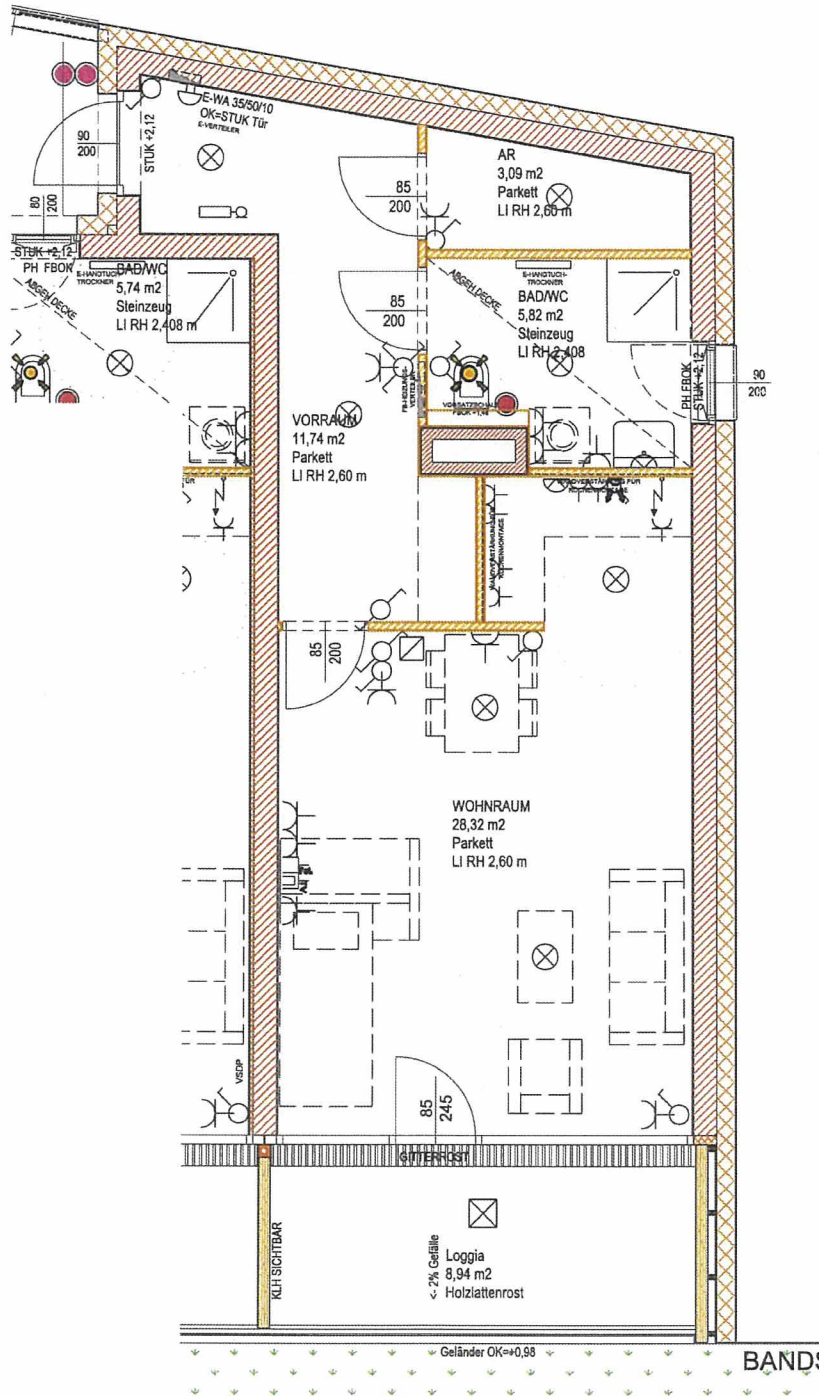 E-WA 35/50/10
OK=STUK Tür
E-VERTEILER
90
200
STUK +2,12
80
200
STUK +2,12
PH FBOK
AR
3,09 m2
Parkett
LI RH 2,60 m
85
200
85
200
E-HANDTUCH-
TROCKNER
BAD/WC
5,74 m2
Steinzeug
LI RH 2,408 m
ABGEH.DECKE
ABGEH.DECKE
E-HANDTUCH-
TROCKNER
BAD/WC
5,82 m2
Steinzeug
LI RH 2,408
PH FBOK
STUK +2,12
90
200
VORRAUM
11,74 m2
Parkett
LI RH 2,60 m
85
200
WOHNRAUM
28,32 m2
Parkett
LI RH 2,60 m
VSDP
85
245
GITTERROST
KLH SICHTBAR
<- 2% Gefälle
Loggia
8,94 m2
Holzlattenrost
Geländer OK=+0,98
BANDS